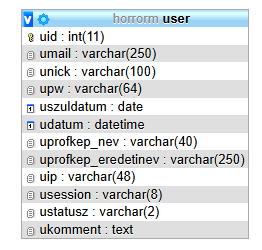 v horrorm user
uid : int(11)
umail : varchar(250)
unick : varchar(100)
upw : varchar(64)
uszuldatum : date
udatum : datetime
uprofkep_nev : varchar(40)
uprofkep_eredetinev : varchar(250)
uip : varchar(48)
usession : varchar(8)
ustatusz : varchar(2)
ukomment : text